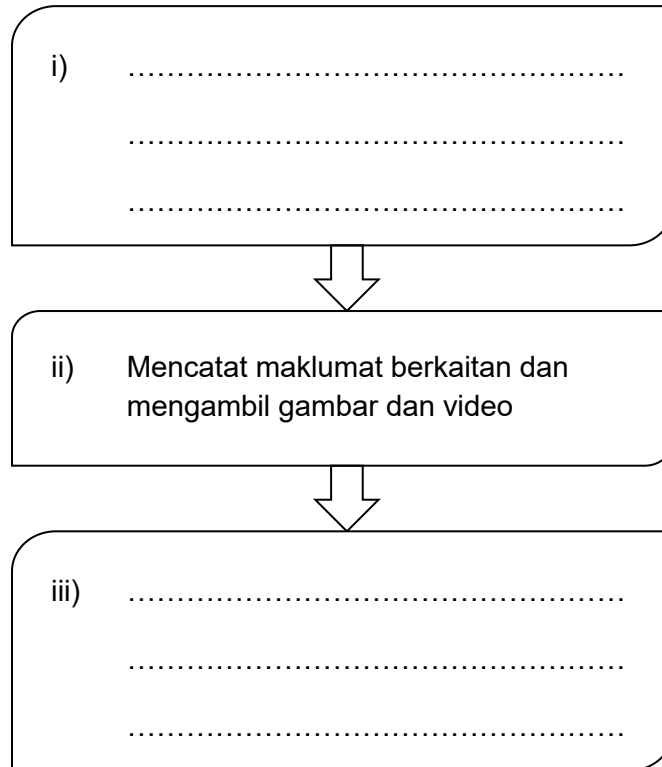 i) ……………………………………………
……………………………………………
……………………………………………
ii) Mencatat maklumat berkaitan dan
mengambil gambar dan video
iii) ……………………………………………
……………………………………………
……………………………………………